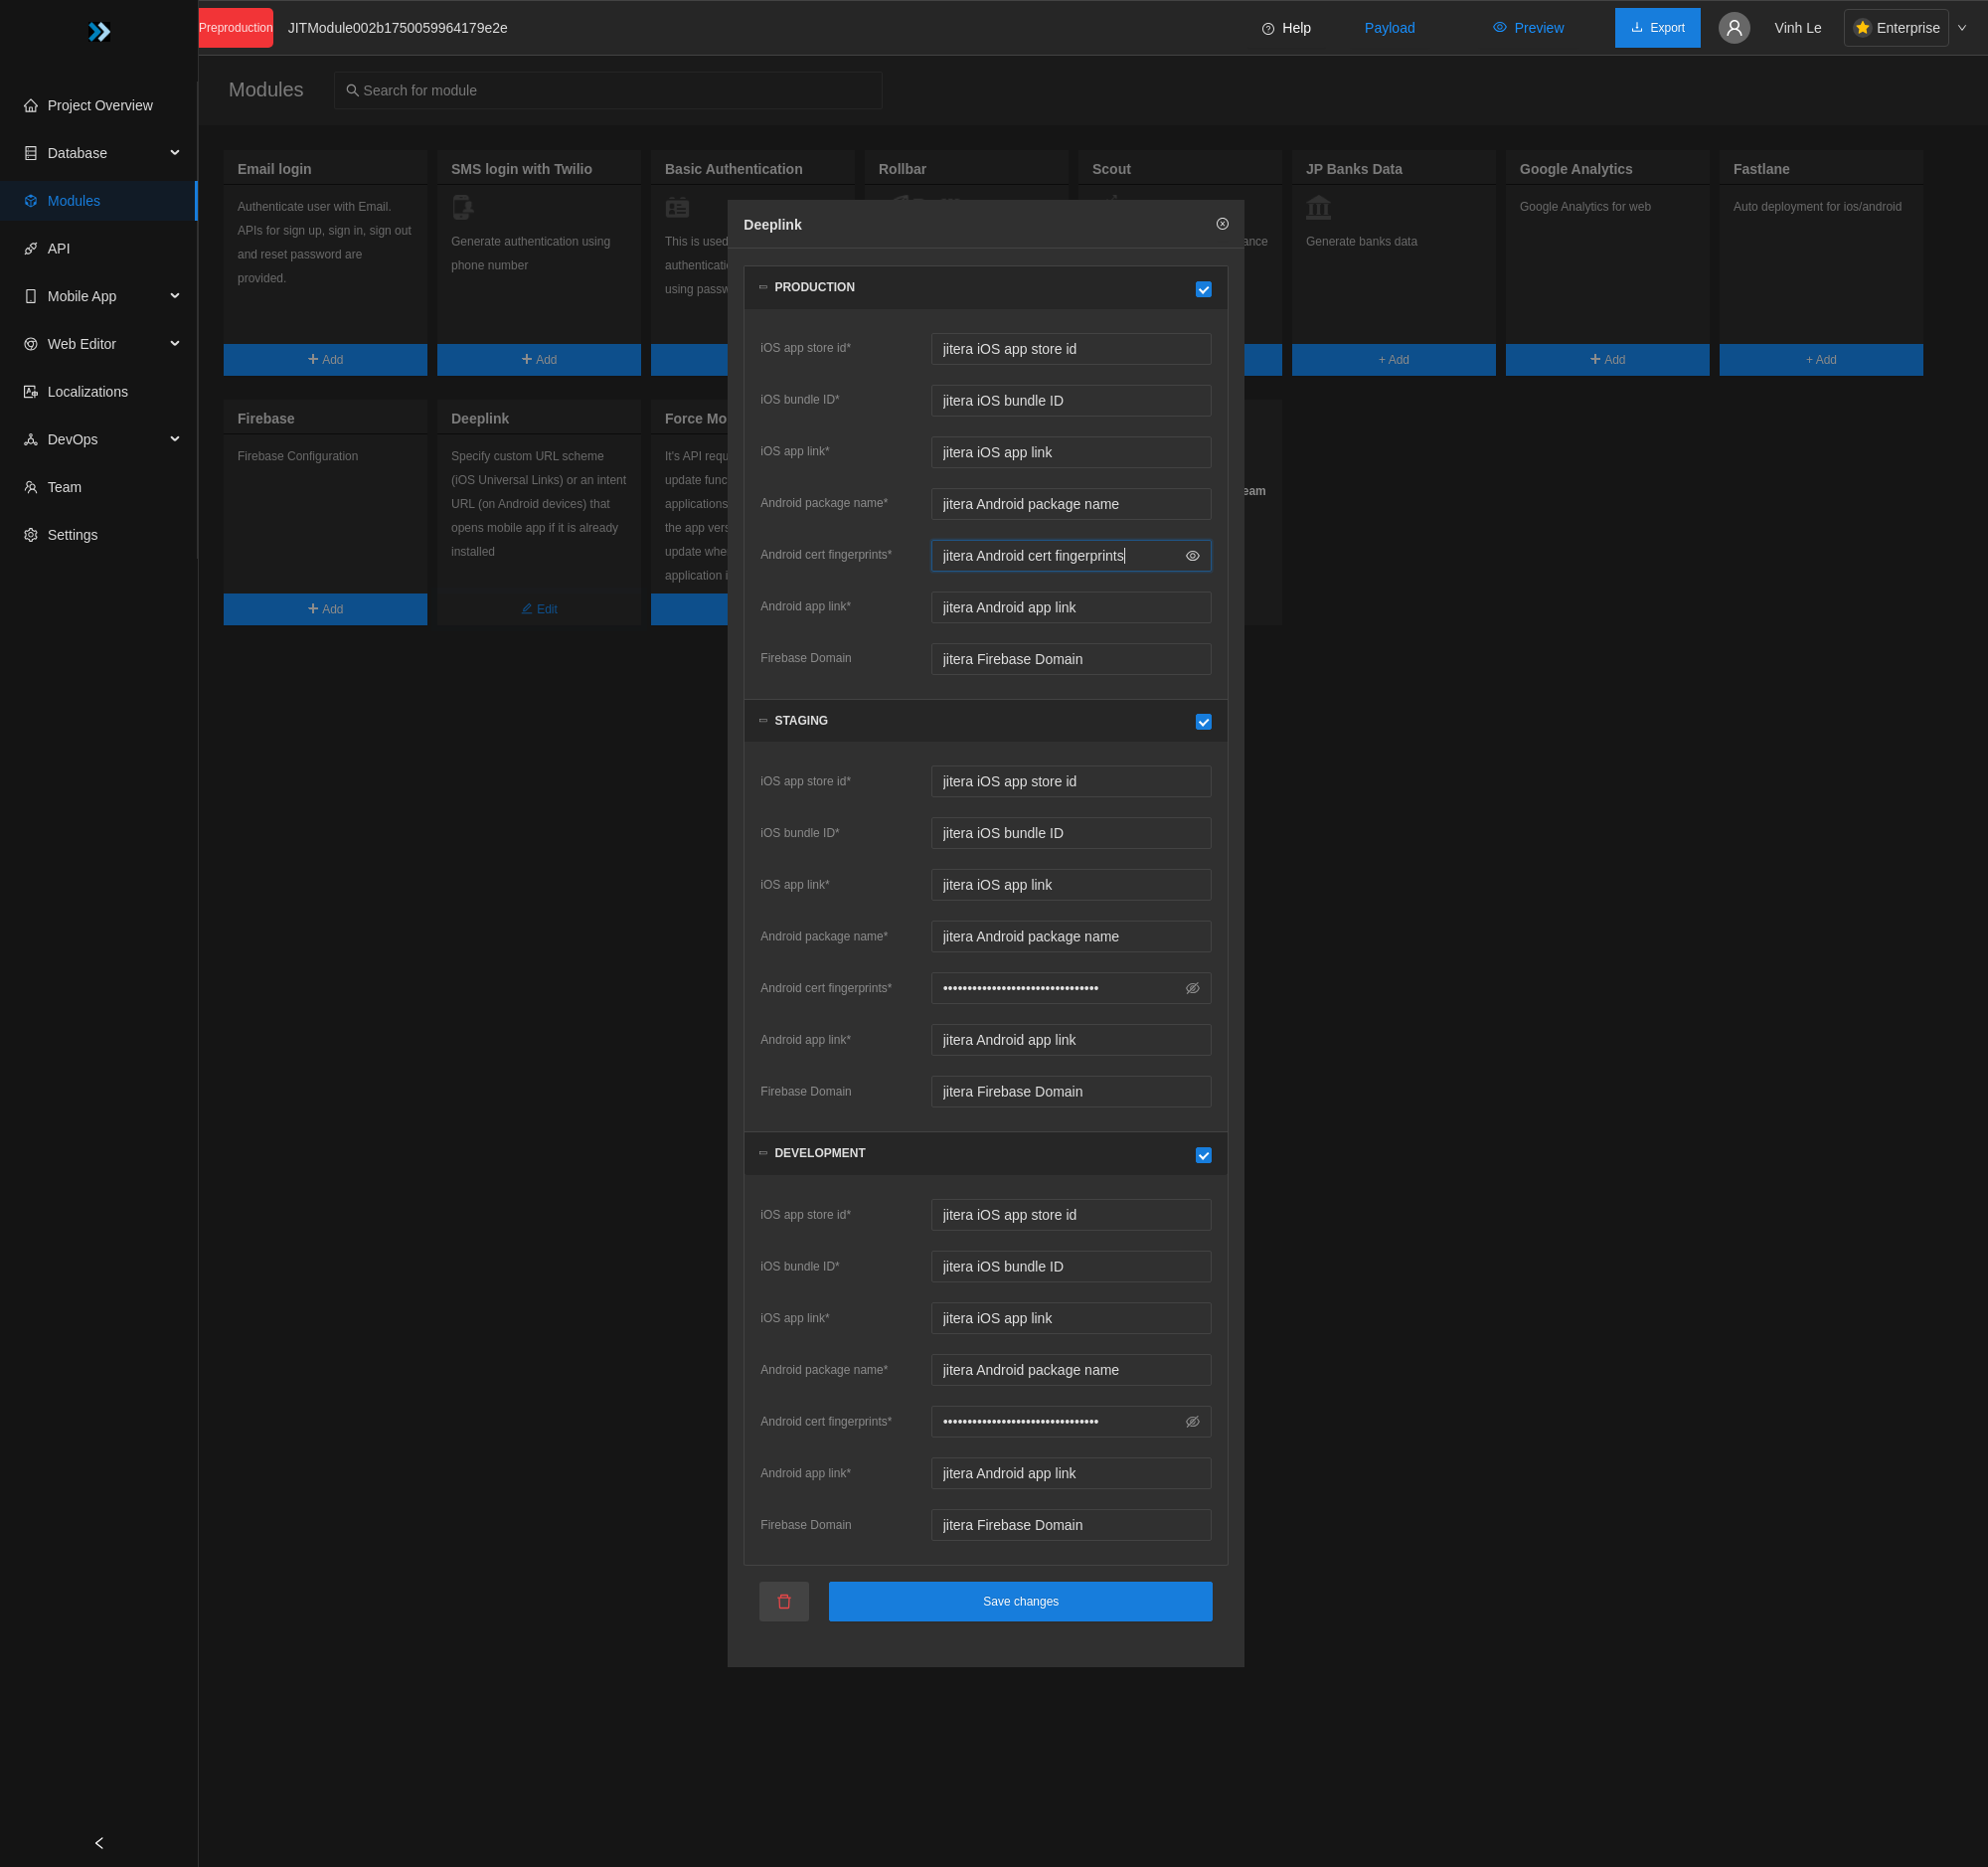 Preproduction
JITModule002b1750059964179e2e
Help
Payload
Preview
Export
Vinh Le
Enterprise
Project Overview
Database
Modules
API
Mobile App
Web Editor
Localizations
DevOps
Team
Settings
Modules
Search for module
Email login
Authenticate user with Email.
APIs for sign up, sign in, sign out
and reset password are
provided.
Add
SMS login with Twilio
Generate authentication using
phone number
Add
Basic Authentication
This is used
using
Rollbar
Scout
JP Banks Data
Generate banks data
+ Add
Google Analytics
Google Analytics for web
Add
Fastlane
Auto deployment for ios/android
+ Add
Firebase
Firebase Configuration
Add
Deeplink
Specify custom URL scheme
(iOS Universal Links) or an intent
URL (on Android devices) that
opens mobile app if it is already
installed
Edit
Force
It's API
update
applications
the app
update
application
Deeplink
PRODUCTION
iOS app store id*
jitera iOS app store id
iOS bundle ID*
jitera iOS bundle ID
iOS app link*
jitera iOS app link
Android package name*
jitera Android package name
Android cert fingerprints*
jitera Android cert fingerprints
Android app link*
jitera Android app link
Firebase Domain
jitera Firebase Domain
STAGING
iOS app store id*
jitera iOS app store id
iOS bundle ID*
jitera iOS bundle ID
iOS app link*
jitera iOS app link
Android package name*
jitera Android package name
Android cert fingerprints*
••••••••••••••••••••••••••••••••
Android app link*
jitera Android app link
Firebase Domain
jitera Firebase Domain
DEVELOPMENT
iOS app store id*
jitera iOS app store id
iOS bundle ID*
jitera iOS bundle ID
iOS app link*
jitera iOS app link
Android package name*
jitera Android package name
Android cert fingerprints*
••••••••••••••••••••••••••••••••
Android app link*
jitera Android app link
Firebase Domain
jitera Firebase Domain
Save changes